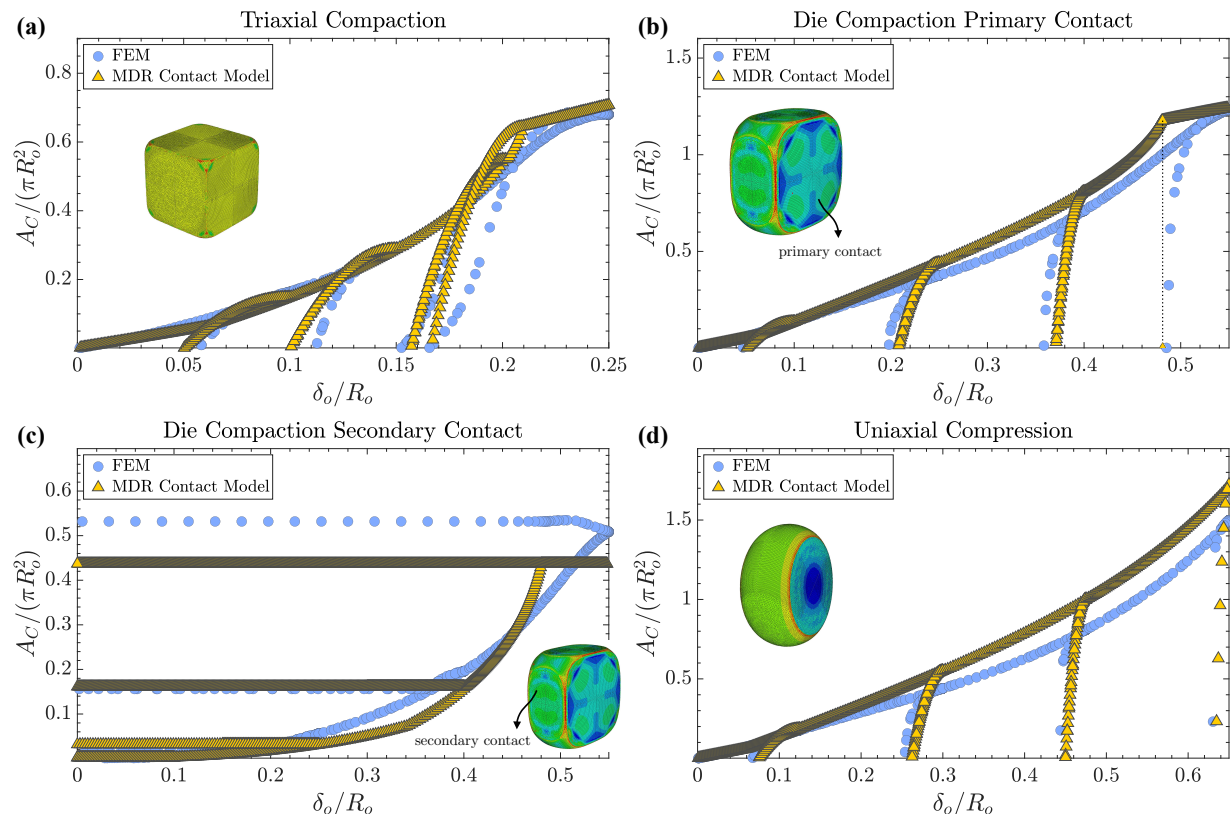 (a)
Triaxial Compaction
FEM
MDR Contact Model
0.8
0.6
0.4
0.2
A_C/(πR_o^2)
0
0.05
0.1
0.15
0.2
0.25
δ_o/R_o
(b)
Die Compaction Primary Contact
FEM
MDR Contact Model
primary contact
1.5
1
0.5
A_C/(πR_o^2)
0
0.1
0.2
0.3
0.4
0.5
δ_o/R_o
(c)
Die Compaction Secondary Contact
FEM
MDR Contact Model
secondary contact
0.6
0.5
0.4
0.3
0.2
0.1
A_C/(πR_o^2)
0
0.1
0.2
0.3
0.4
0.5
δ_o/R_o
(d)
Uniaxial Compression
FEM
MDR Contact Model
1.5
1
0.5
A_C/(πR_o^2)
0
0.1
0.2
0.3
0.4
0.5
0.6
δ_o/R_o